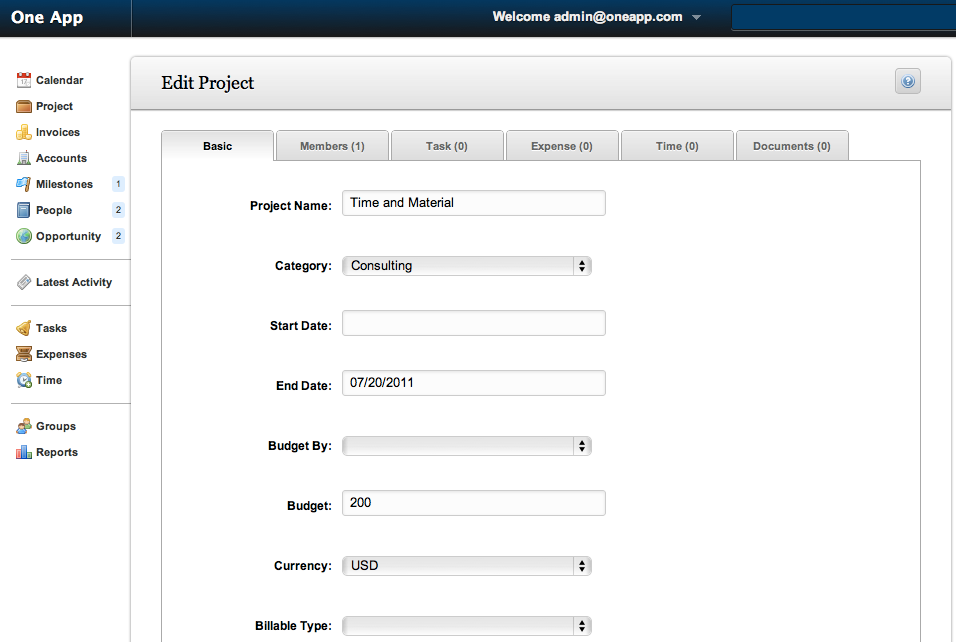 One App
Welcome admin@oneapp.com
Calendar
Project
Invoices
Accounts
Milestones 1
People 2
Opportunity 2
Latest Activity
Tasks
Expenses
Time
Groups
Reports
Edit Project
Basic Members (1) Task (0) Expense (0) Time (0) Documents (0)
Project Name: Time and Material
Category: Consulting
Start Date:
End Date: 07/20/2011
Budget By:
Budget: 200
Currency: USD
Billable Type: